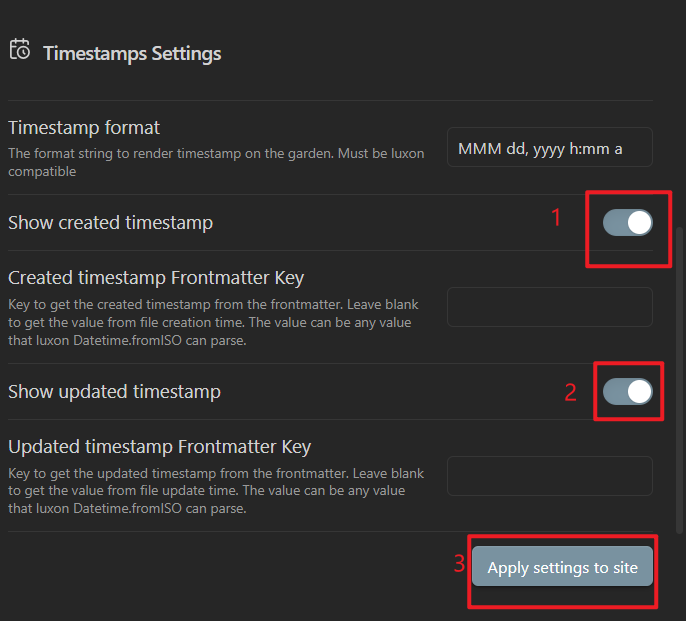 Timestamps Settings
Timestamp format
The format string to render timestamp on the garden. Must be luxon
compatible
MMM dd, yyyy h:mm a
Show created timestamp
1
Created timestamp Frontmatter Key
Key to get the created timestamp from the frontmatter. Leave blank
to get the value from file creation time. The value can be any value
that luxon Datetime.fromISO can parse.
Show updated timestamp
2
Updated timestamp Frontmatter Key
Key to get the updated timestamp from the frontmatter. Leave blank
to get the value from file update time. The value can be any value
that luxon Datetime.fromISO can parse.
3
Apply settings to site